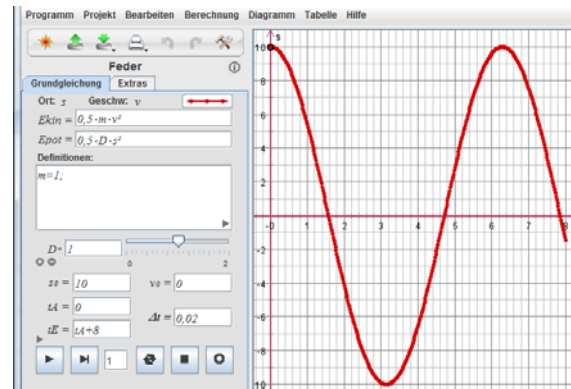 Programm Projekt Bearbeiten Berechnung Diagramm Tabelle Hilfe
Feder
Grundgleichung Extras
Ort: s Geschw: v
Ekin = 0,5·m·v²
Epot = 0,5·D·s²
Definitionen:
m=1;
D= 1
0 2
s0 = 10 v0 = 0
tA = 0
Δt = 0,02
tE = tA+8
1
s
10
8
6
4
2
-0 1 2 3 4 5 6 7 8
-2
-4
-6
-8
-10